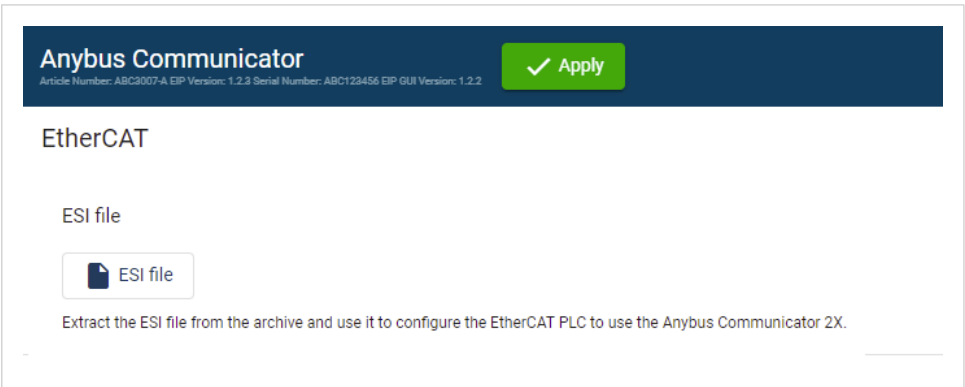 Anybus Communicator
Article Number: ABC3007-A EIP Version: 1.2.3 Serial Number: ABC123456 EIP GUI Version: 1.2.2
Apply
EtherCAT
ESI file
ESI file
Extract the ESI file from the archive and use it to configure the EtherCAT PLC to use the Anybus Communicator 2X.